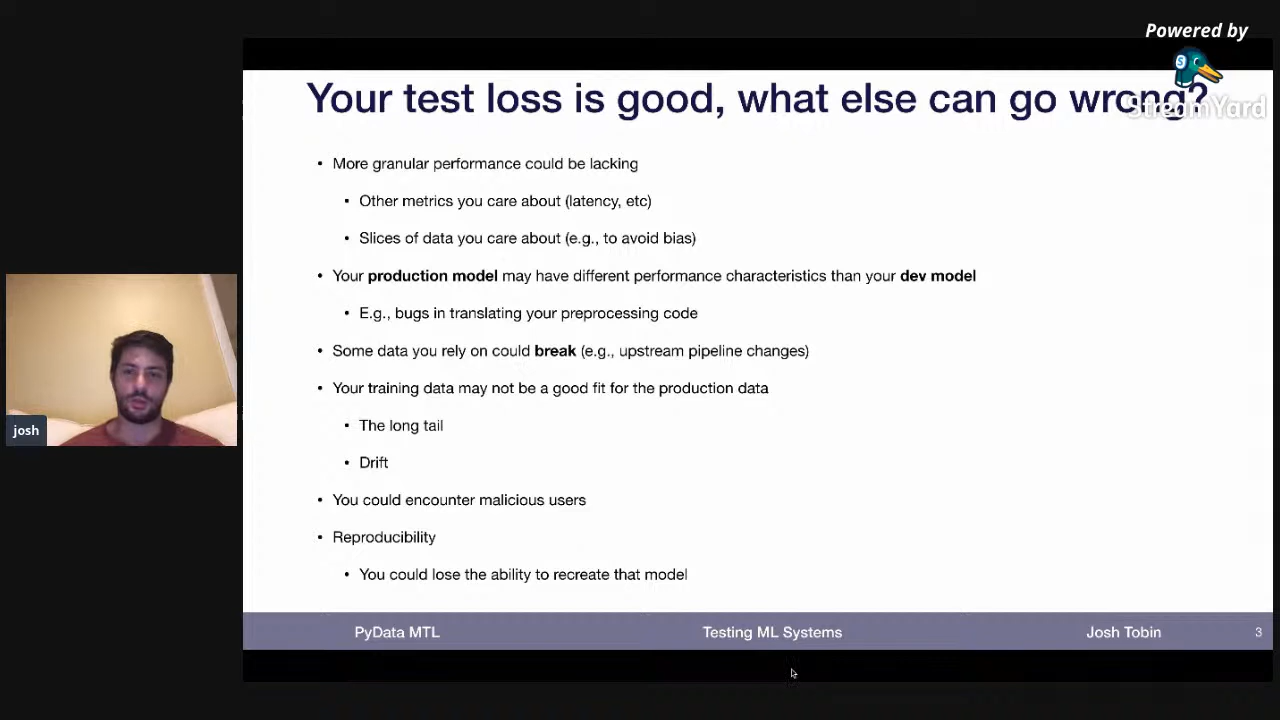 Powered by
StreamYard
Your test loss is good, what else can go wrong?
• More granular performance could be lacking
• Other metrics you care about (latency, etc)
• Slices of data you care about (e.g., to avoid bias)
• Your production model may have different performance characteristics than your dev model
• E.g., bugs in translating your preprocessing code
• Some data you rely on could break (e.g., upstream pipeline changes)
• Your training data may not be a good fit for the production data
• The long tail
• Drift
• You could encounter malicious users
• Reproducibility
• You could lose the ability to recreate that model
josh
PyData MTL Testing ML Systems Josh Tobin 3